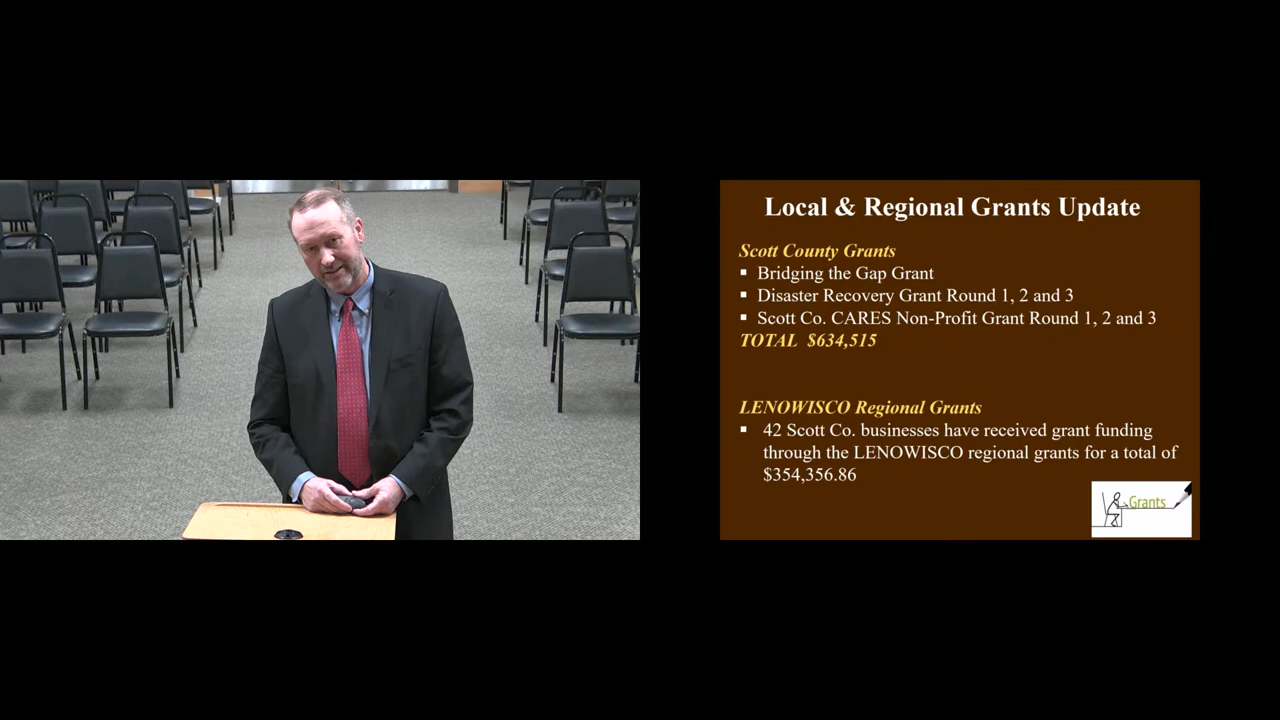 Local & Regional Grants Update
Scott County Grants
▪ Bridging the Gap Grant
▪ Disaster Recovery Grant Round 1, 2 and 3
▪ Scott Co. CARES Non-Profit Grant Round 1, 2 and 3
TOTAL $634,515
LENOWISCO Regional Grants
▪ 42 Scott Co. businesses have received grant funding
through the LENOWISCO regional grants for a total of
$354,356.86
Grants